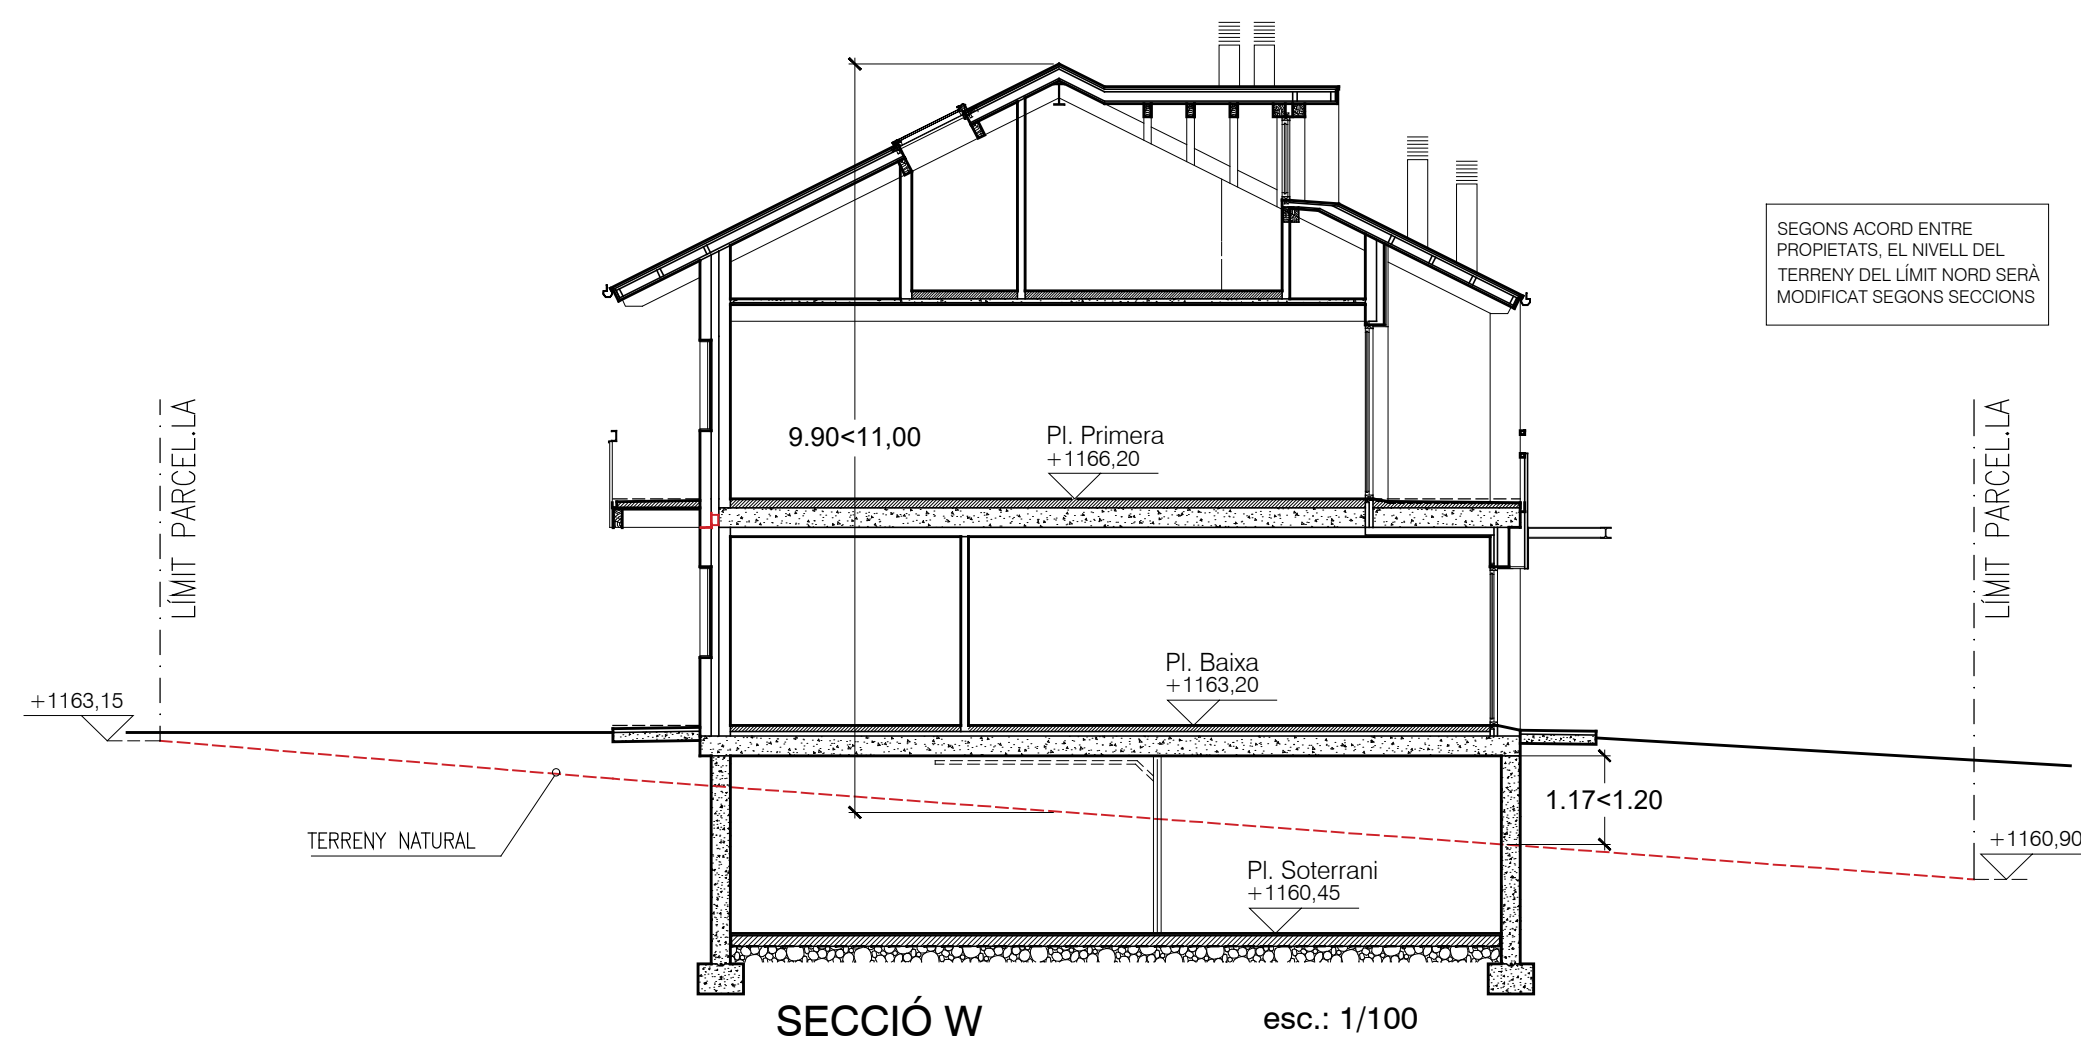 SEGONS ACORD ENTRE
PROPIETATS, EL NIVELL DEL
TERRENY DEL LÍMIT NORD SERÀ
MODIFICAT SEGONS SECCIONS
LÍMIT PARCEL.LA
LÍMIT PARCEL.LA
9.90<11,00
Pl. Primera
+1166,20
Pl. Baixa
+1163,20
+1163,15
1.17<1.20
TERRENY NATURAL
+1160,90
Pl. Soterrani
+1160,45
SECCIÓ W
esc.: 1/100